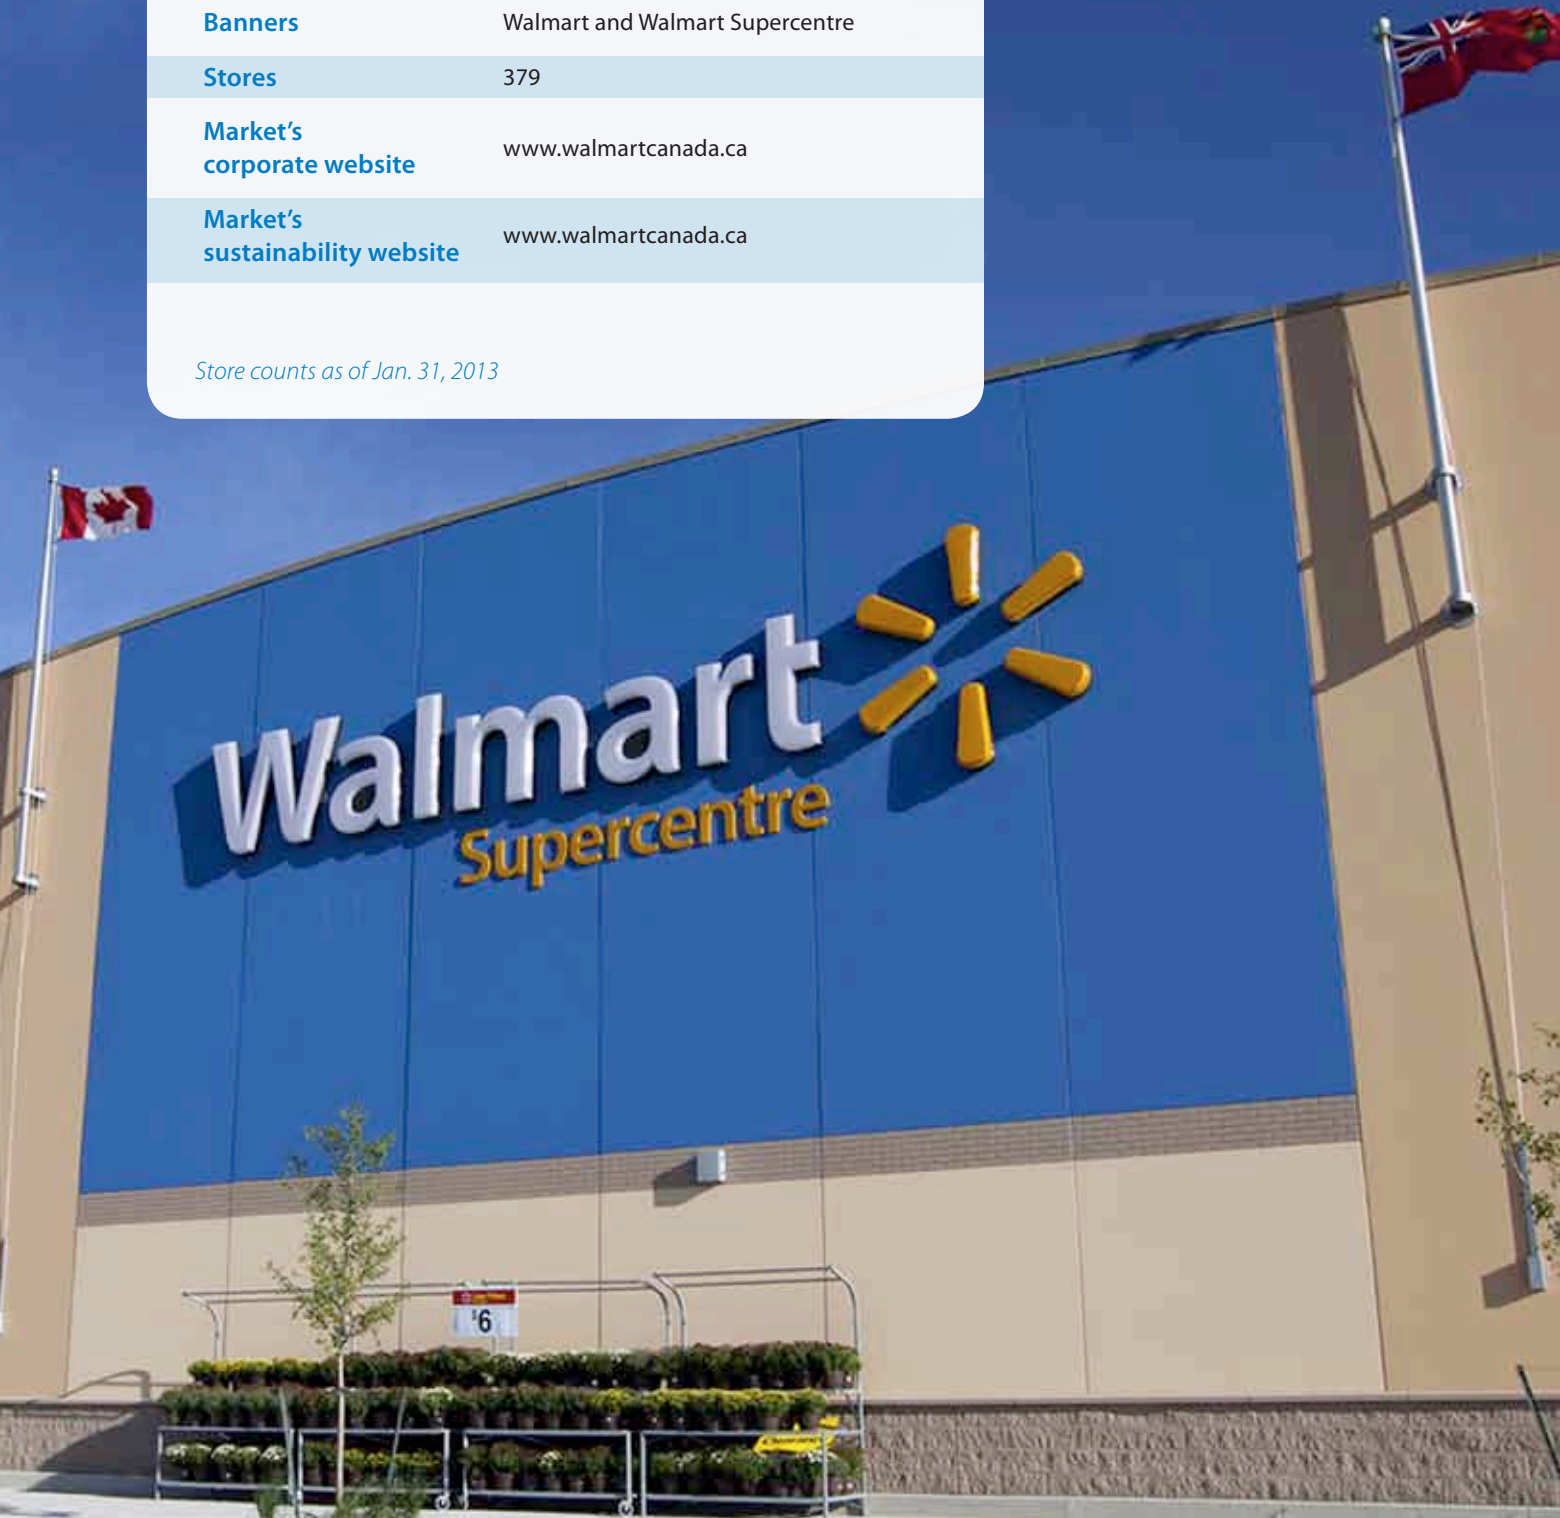 Banners Walmart and Walmart Supercentre
Stores 379
Market’s
corporate website www.walmartcanada.ca
Market’s
sustainability website www.walmartcanada.ca
Store counts as of Jan. 31, 2013
Walmart
Supercentre
$6